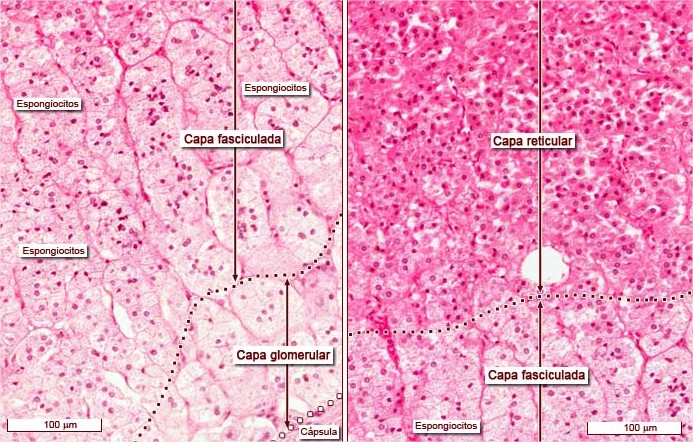 Espongiocitos
Espongiocitos
Capa fasciculada
Espongiocitos
Capa glomerular
Cápsula
100 µm
Capa reticular
Capa fasciculada
Espongiocitos
100 µm